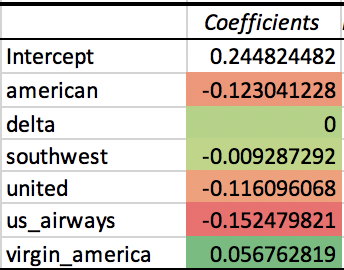 Coefficients
Intercept 0.244824482
american -0.123041228
delta 0
southwest -0.009287292
united -0.116096068
us_airways -0.152479821
virgin_america 0.056762819